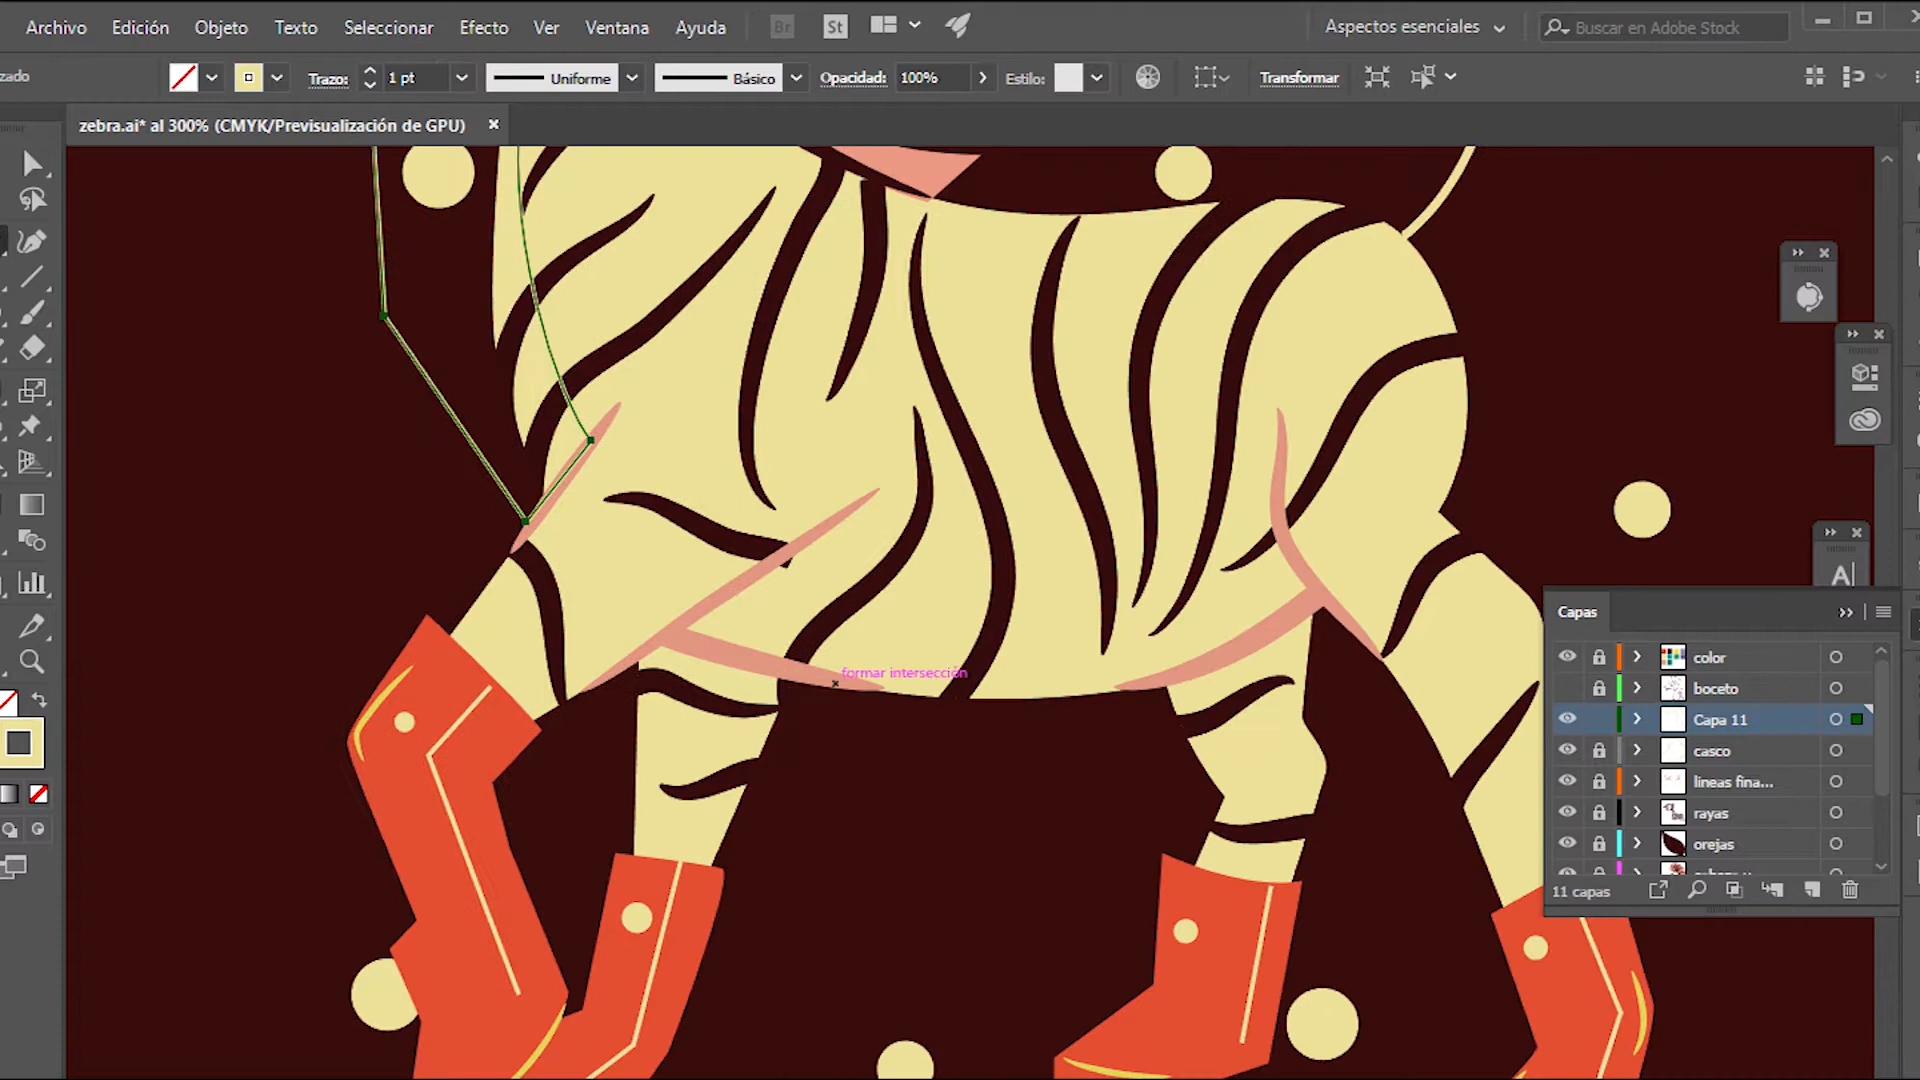 Archivo Edición Objeto Texto Seleccionar Efecto Ver Ventana Ayuda Br St Aspectos esenciales Buscar en Adobe Stock
zado Trazo: 1 pt Uniforme Básico Opacidad: 100% Estilo: Transformar
zebra.ai* al 300% (CMYK/Previsualización de GPU)
A
Capas
color
boceto
formar intersección
Capa 11
casco
lineas fina...
rayas
orejas
11 capas